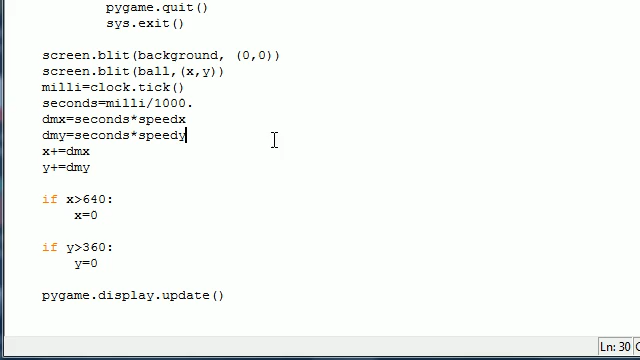 pygame.quit()
sys.exit()
screen.blit(background, (0,0))
screen.blit(ball,(x,y))
milli=clock.tick()
seconds=milli/1000.
dmx=seconds*speedx
dmy=seconds*speedy
x+=dmx
y+=dmy
if x>640:
x=0
if y>360:
y=0
pygame.display.update()
Ln: 30